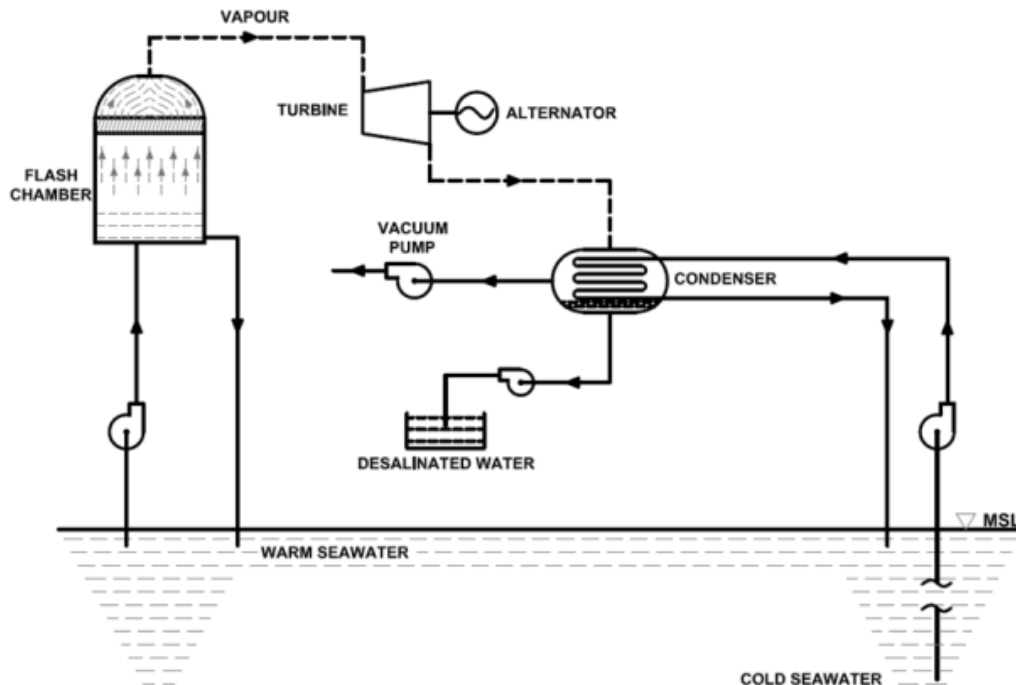 VAPOUR
TURBINE
ALTERNATOR
FLASH
CHAMBER
VACUUM
PUMP
CONDENSER
DESALINATED WATER
MSL
WARM SEAWATER
COLD SEAWATER